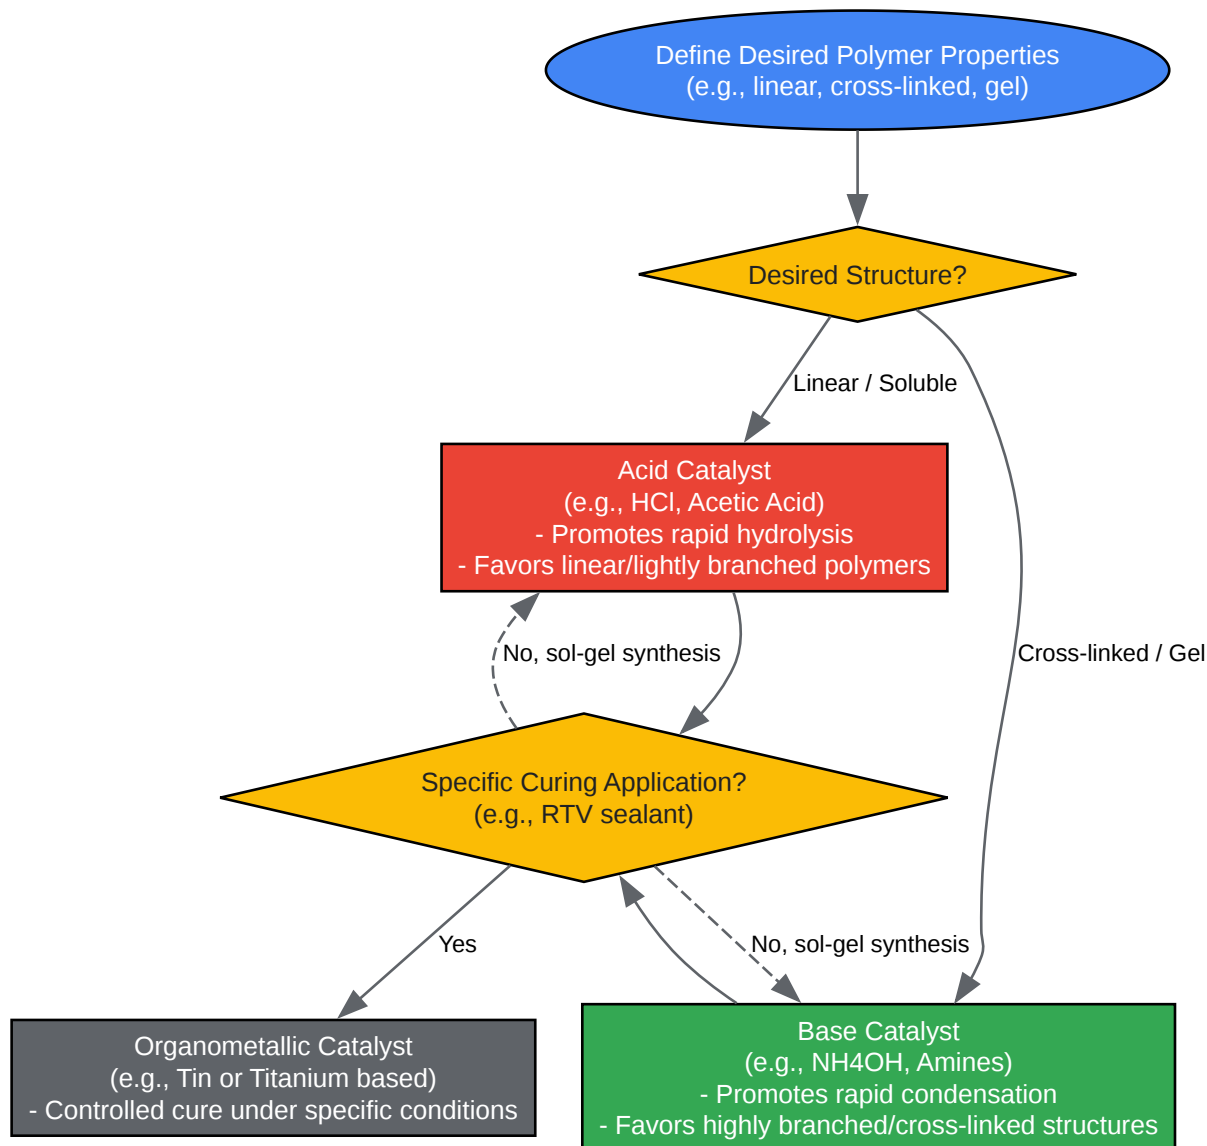 Define Desired Polymer Properties
(e.g., linear, cross-linked, gel)
Desired Structure?
Linear / Soluble
Acid Catalyst
(e.g., HCl, Acetic Acid)
- Promotes rapid hydrolysis
- Favors linear/lightly branched polymers
No, sol-gel synthesis
Cross-linked / Gel
Specific Curing Application?
(e.g., RTV sealant)
Yes
No, sol-gel synthesis
Organometallic Catalyst
(e.g., Tin or Titanium based)
- Controlled cure under specific conditions
Base Catalyst
(e.g., NH4OH, Amines)
- Promotes rapid condensation
- Favors highly branched/cross-linked structures